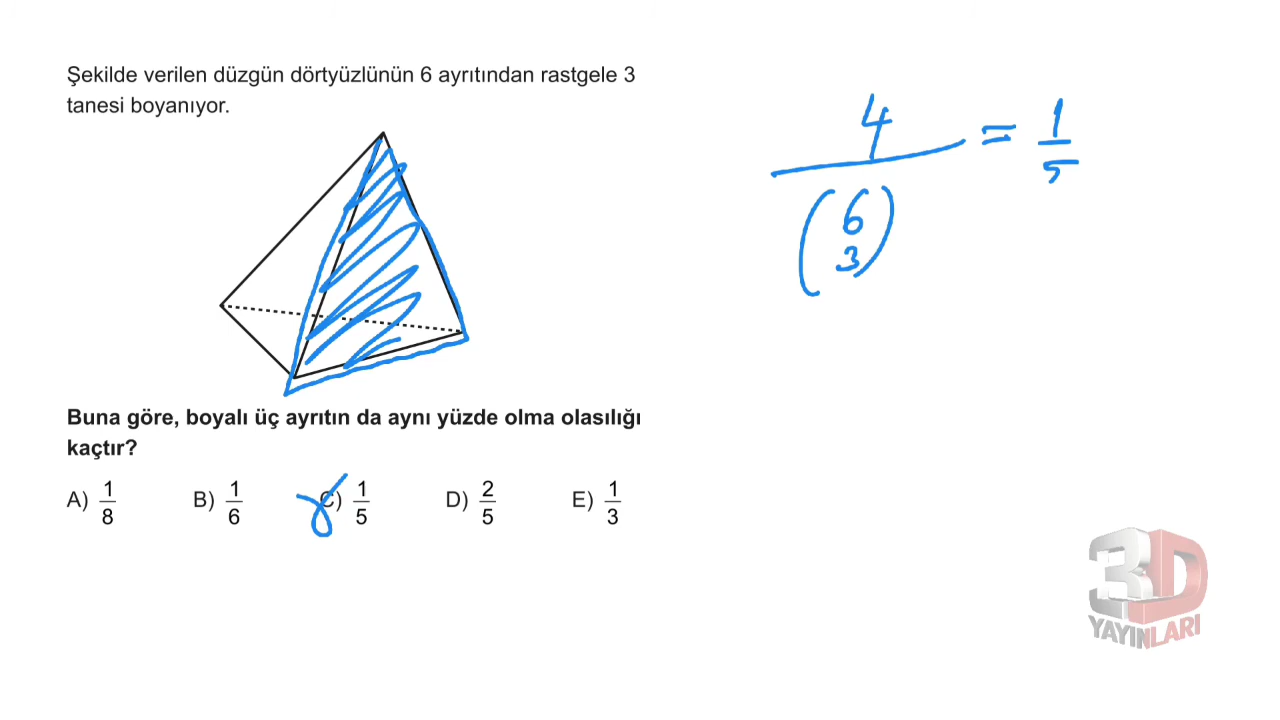 Şekilde verilen düzgün dörtyüzlünün 6 ayrıtından rastgele 3
tanesi boyanıyor.
Buna göre, boyalı üç ayrıtın da aynı yüzde olma olasılığı
kaçtır?
A) 1/8 B) 1/6 C) 1/5 D) 2/5 E) 1/3
4 / (6 3) = 1/5
3D
YAYINLARI